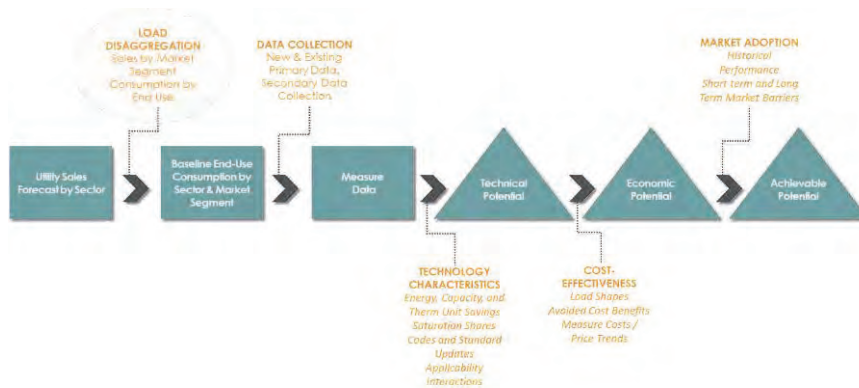 LOAD
DISAGGREGATION
Sales by Market
Segment
Consumption by
End Use
DATA COLLECTION
New & Existing
Primary Data,
Secondary Data
Collection
MARKET ADOPTION
Historical
Performance
Short term and Long
Term Market Barriers
Utility Sales
Forecast by Sector
Baseline End-Use
Consumption by
Sector & Market
Segment
Measure
Data
Technical
Potential
Economic
Potential
Achievable
Potential
TECHNOLOGY
CHARACTERISTICS
Energy, Capacity, and
Therm Unit Savings
Saturation Shares
Codes and Standard
Updates
Applicability
Interactions
COST-
EFFECTIVENESS
Load Shapes
Avoided Cost Benefits
Measure Costs /
Price Trends